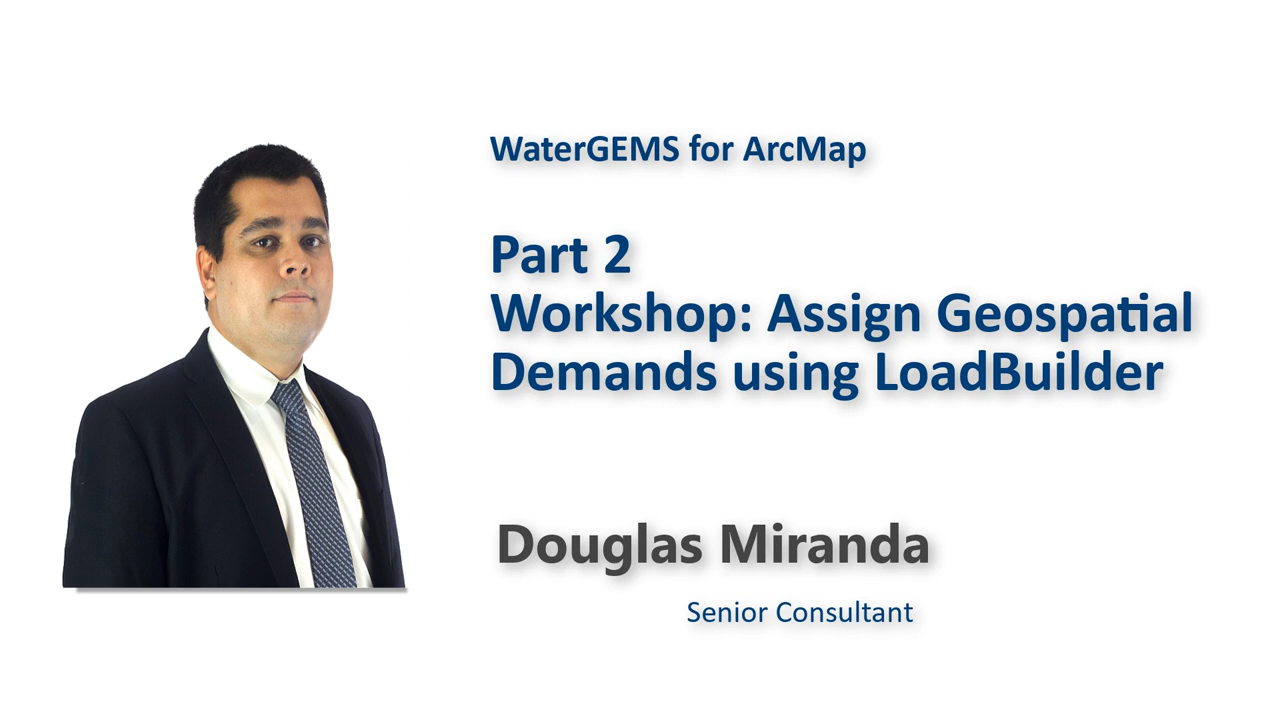 WaterGEMS for ArcMap
Part 2
Workshop: Assign Geospatial
Demands using LoadBuilder
Douglas Miranda
Senior Consultant